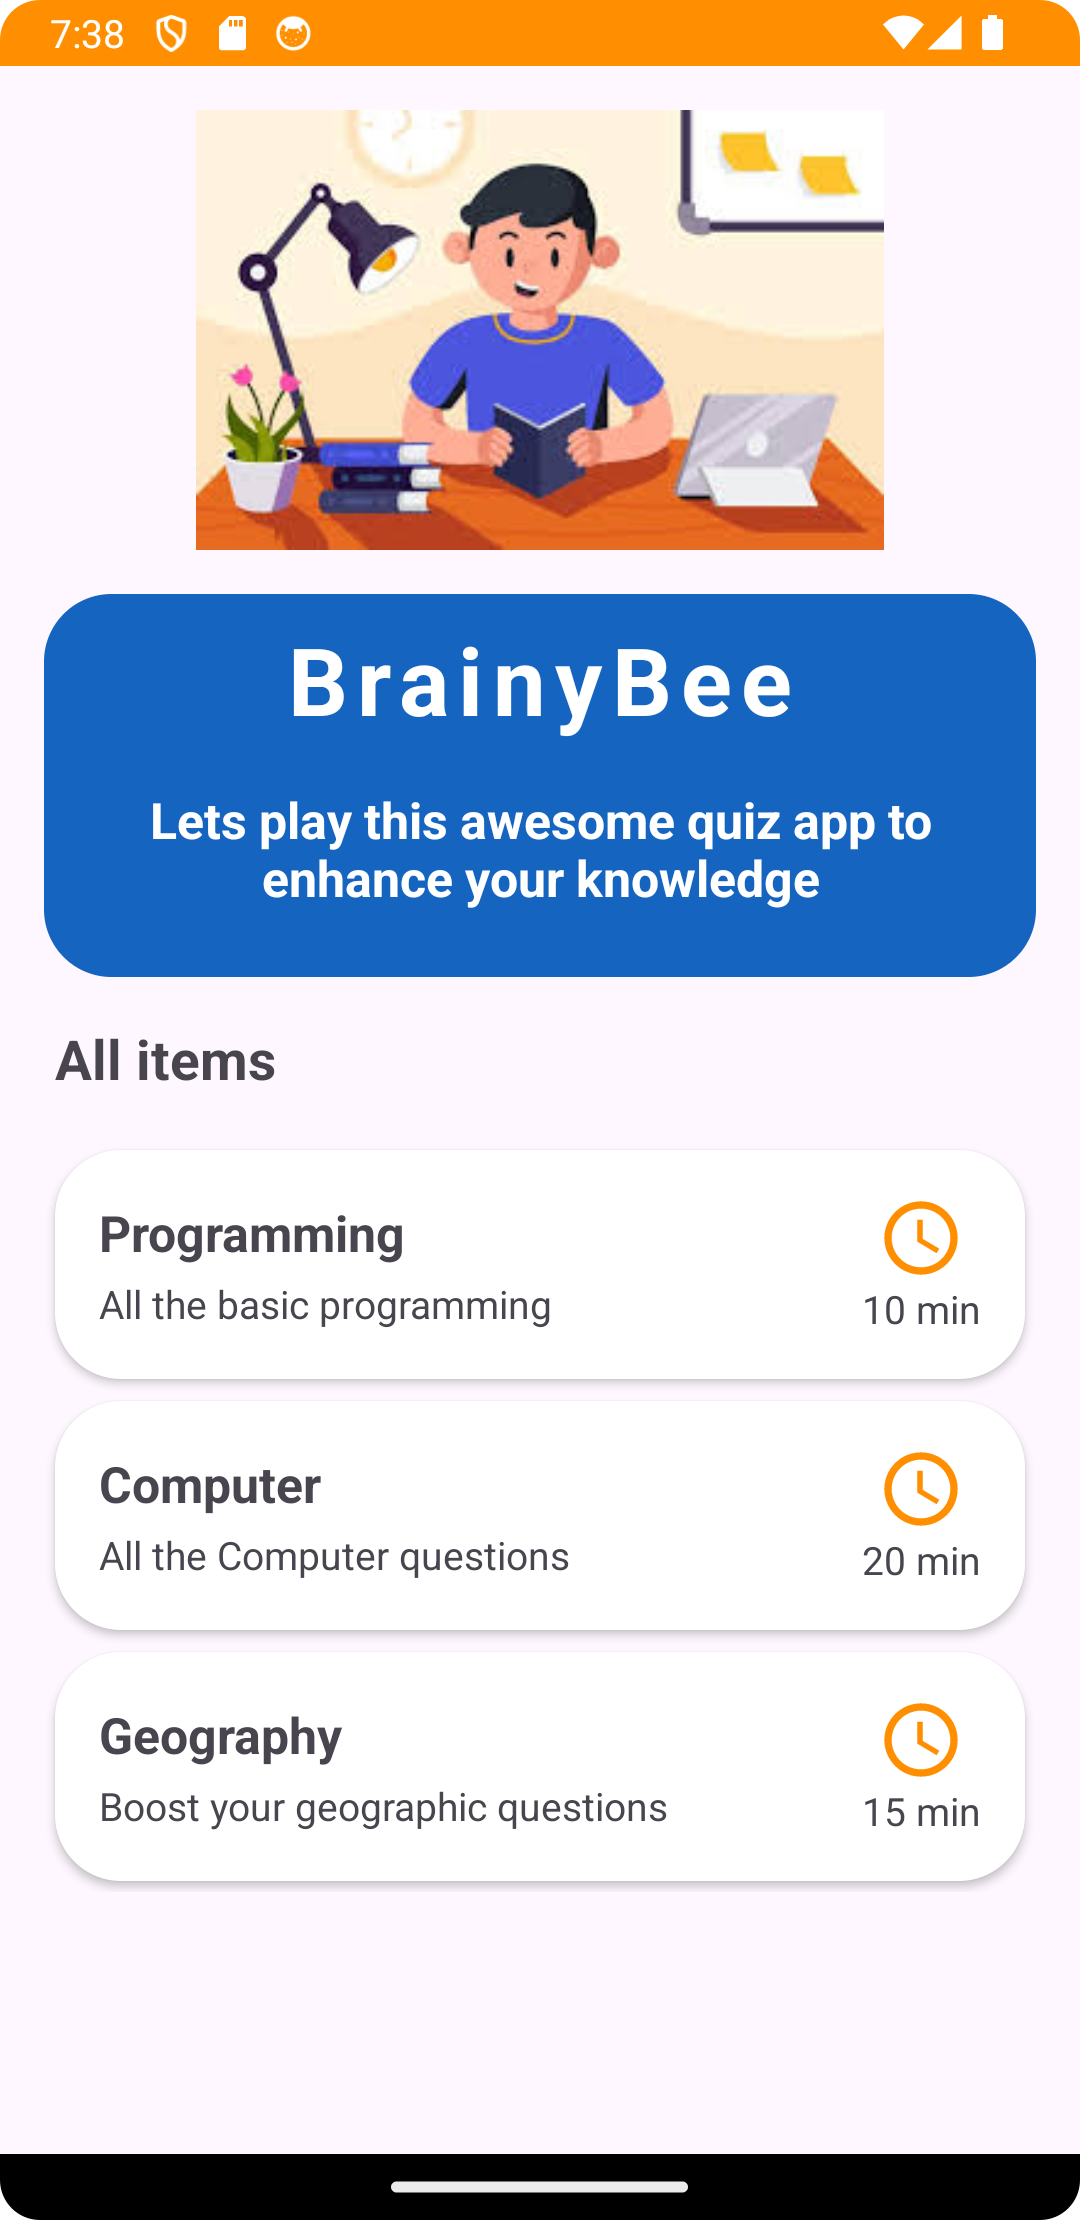 7:38
BrainyBee
Lets play this awesome quiz app to
enhance your knowledge
All items
Programming
All the basic programming
10 min
Computer
All the Computer questions
20 min
Geography
Boost your geographic questions
15 min